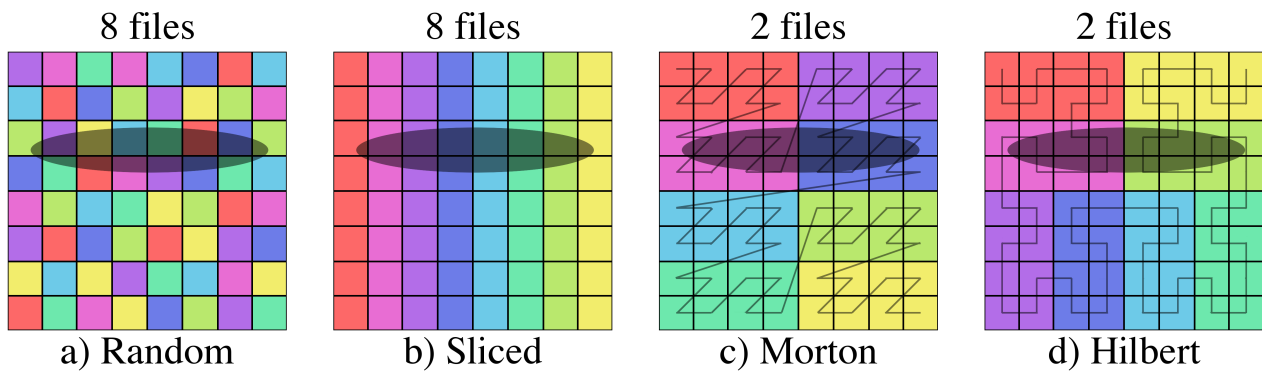 8 files
8 files
2 files
2 files
a) Random
b) Sliced
c) Morton
d) Hilbert